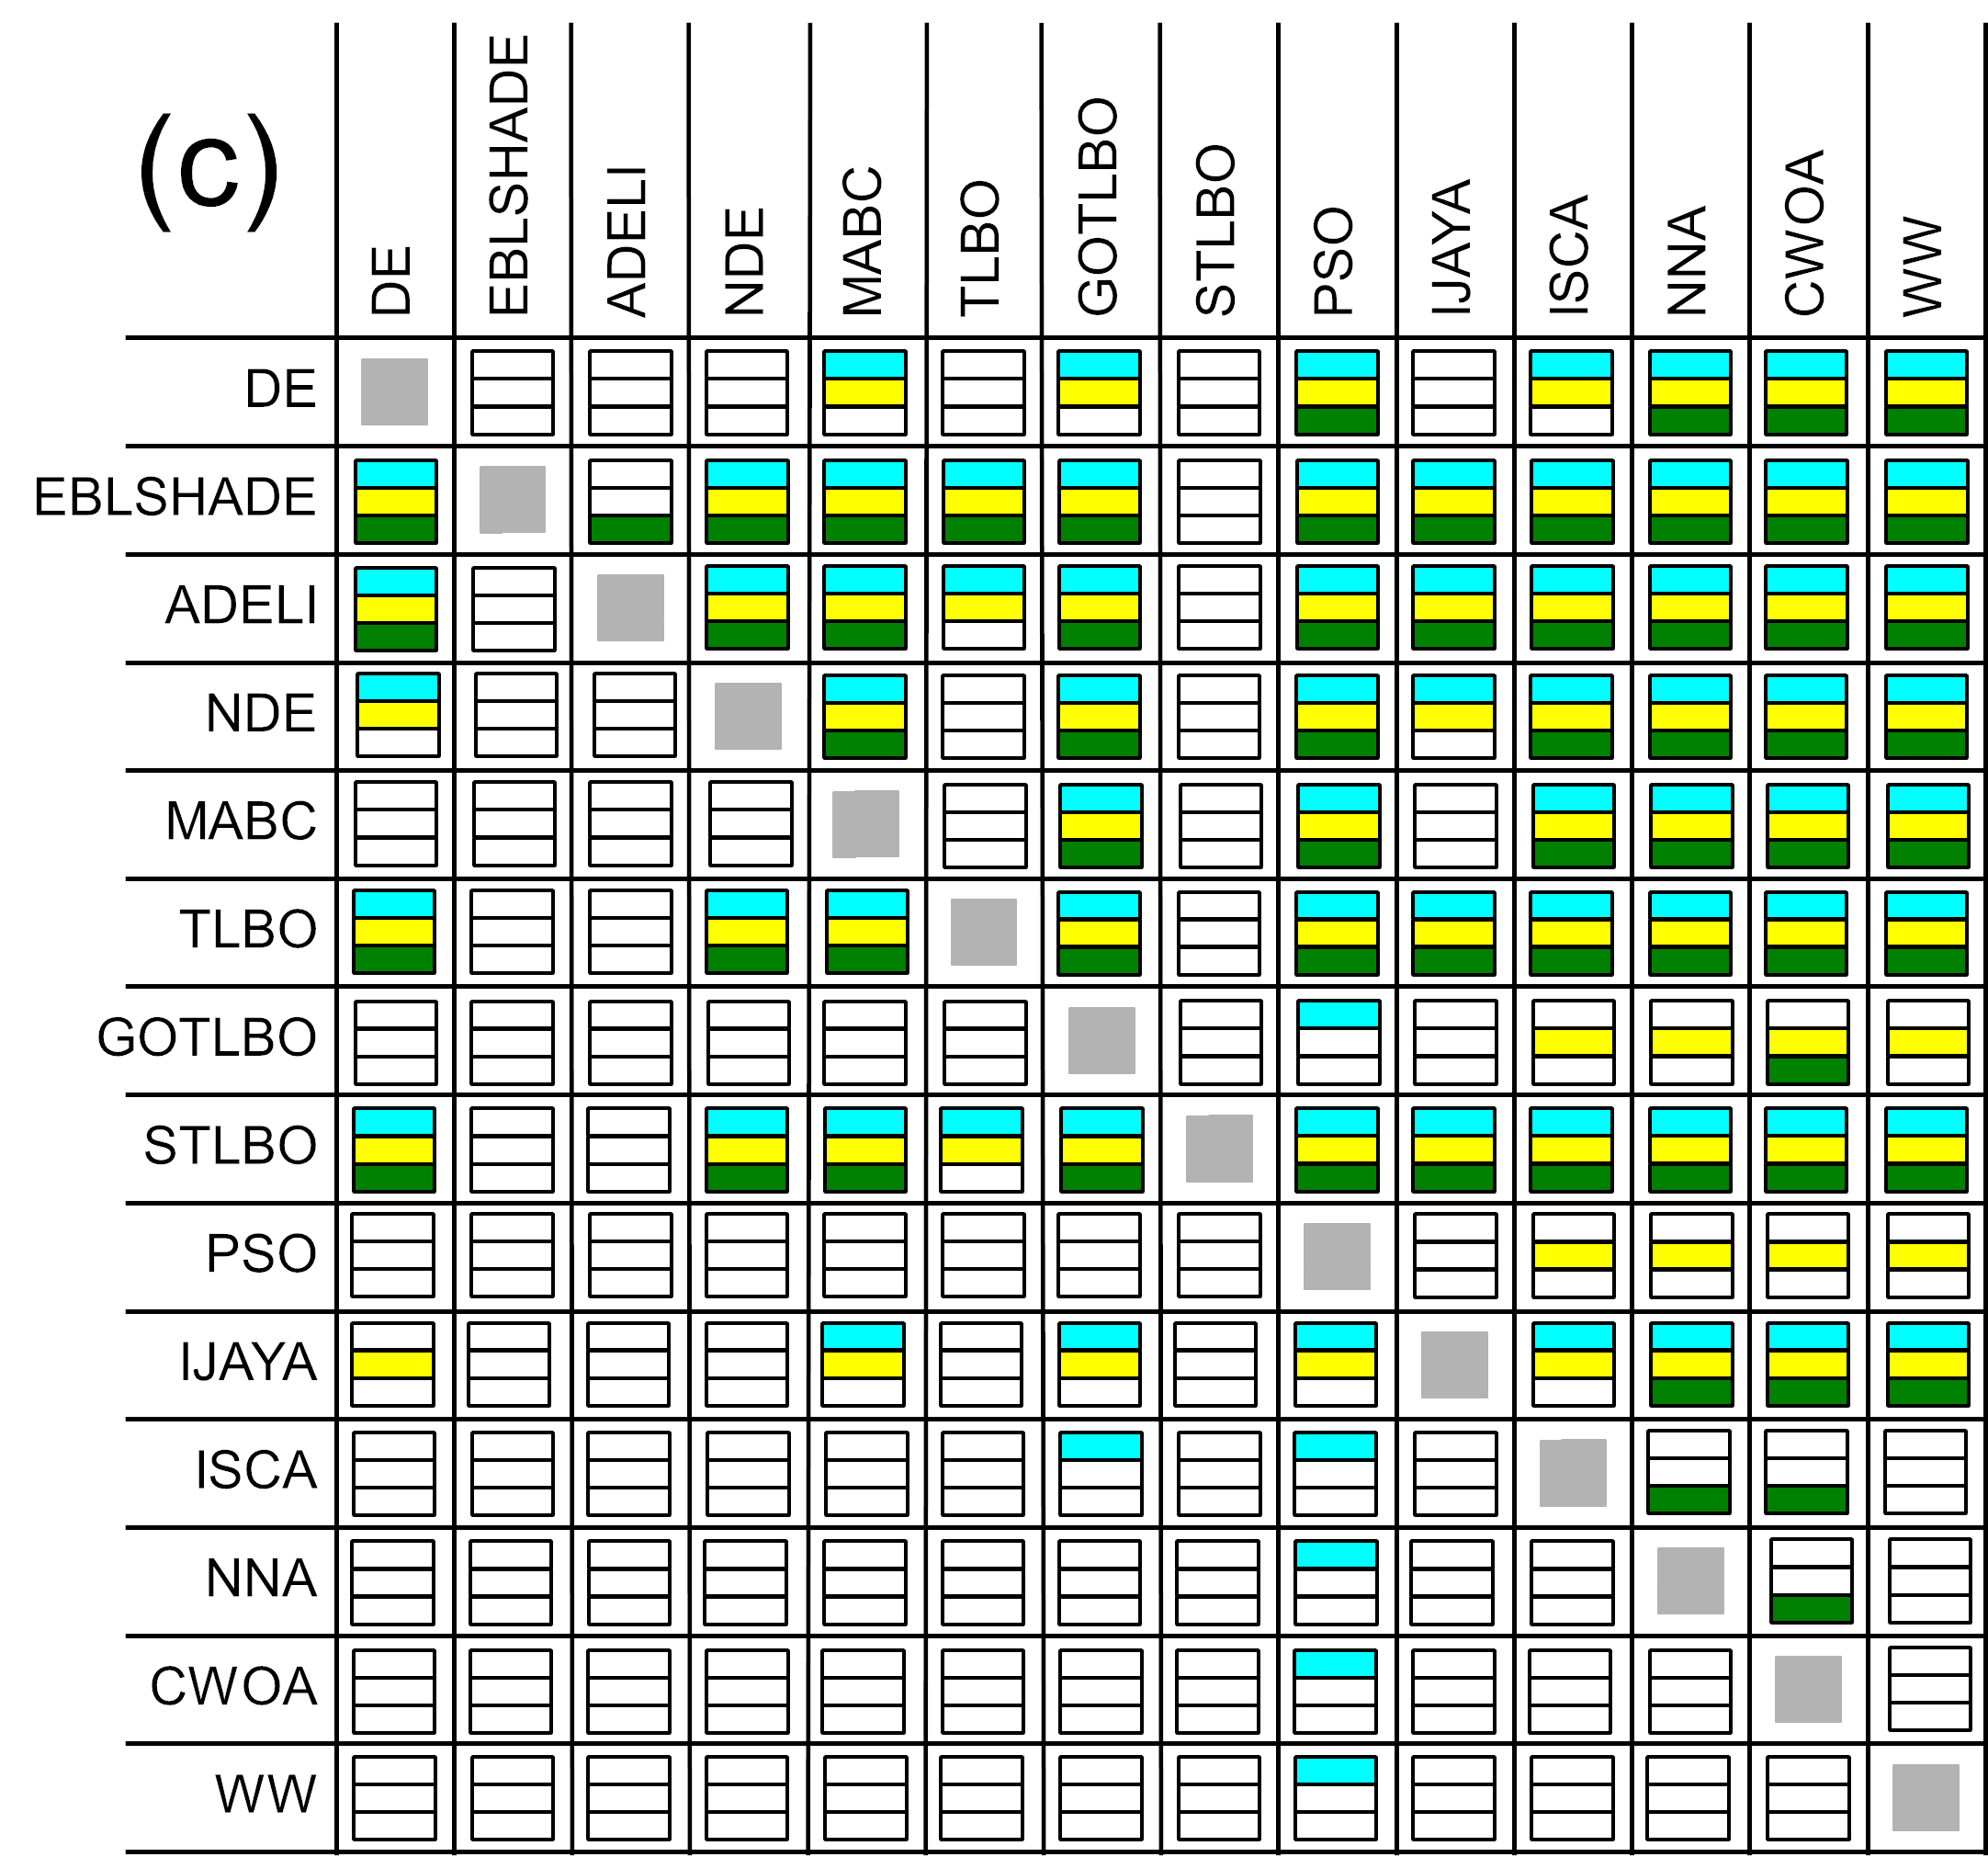 (c)
DE
EBLSHADE
ADELI
NDE
MABC
TLBO
GOTLBO
STLBO
PSO
IJAYA
ISCA
NNA
CWOA
WW
DE
EBLSHADE
ADELI
NDE
MABC
TLBO
GOTLBO
STLBO
PSO
IJAYA
ISCA
NNA
CWOA
WW